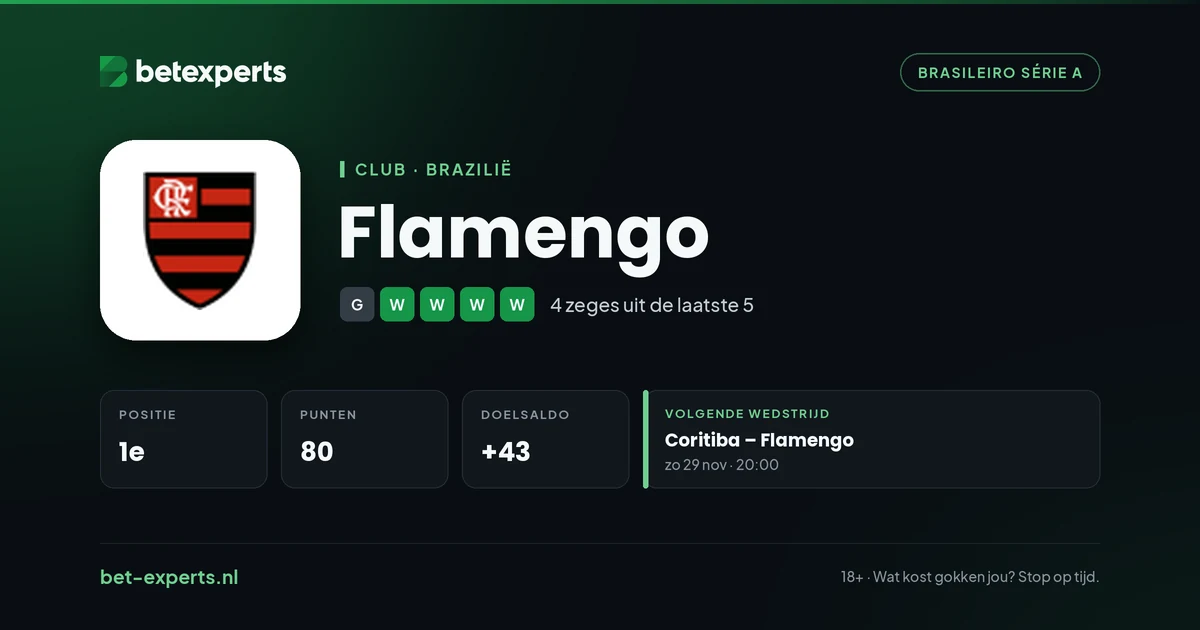 betexperts
BRASILEIRO SÉRIE A
CLUB · BRAZILIË
Flamengo
G W W W W 4 zeges uit de laatste 5
POSITIE
1e
PUNTEN
80
DOELSALDO
+43
VOLGENDE WEDSTRIJD
Coritiba – Flamengo
zo 29 nov · 20:00
bet-experts.nl
18+ · Wat kost gokken jou? Stop op tijd.